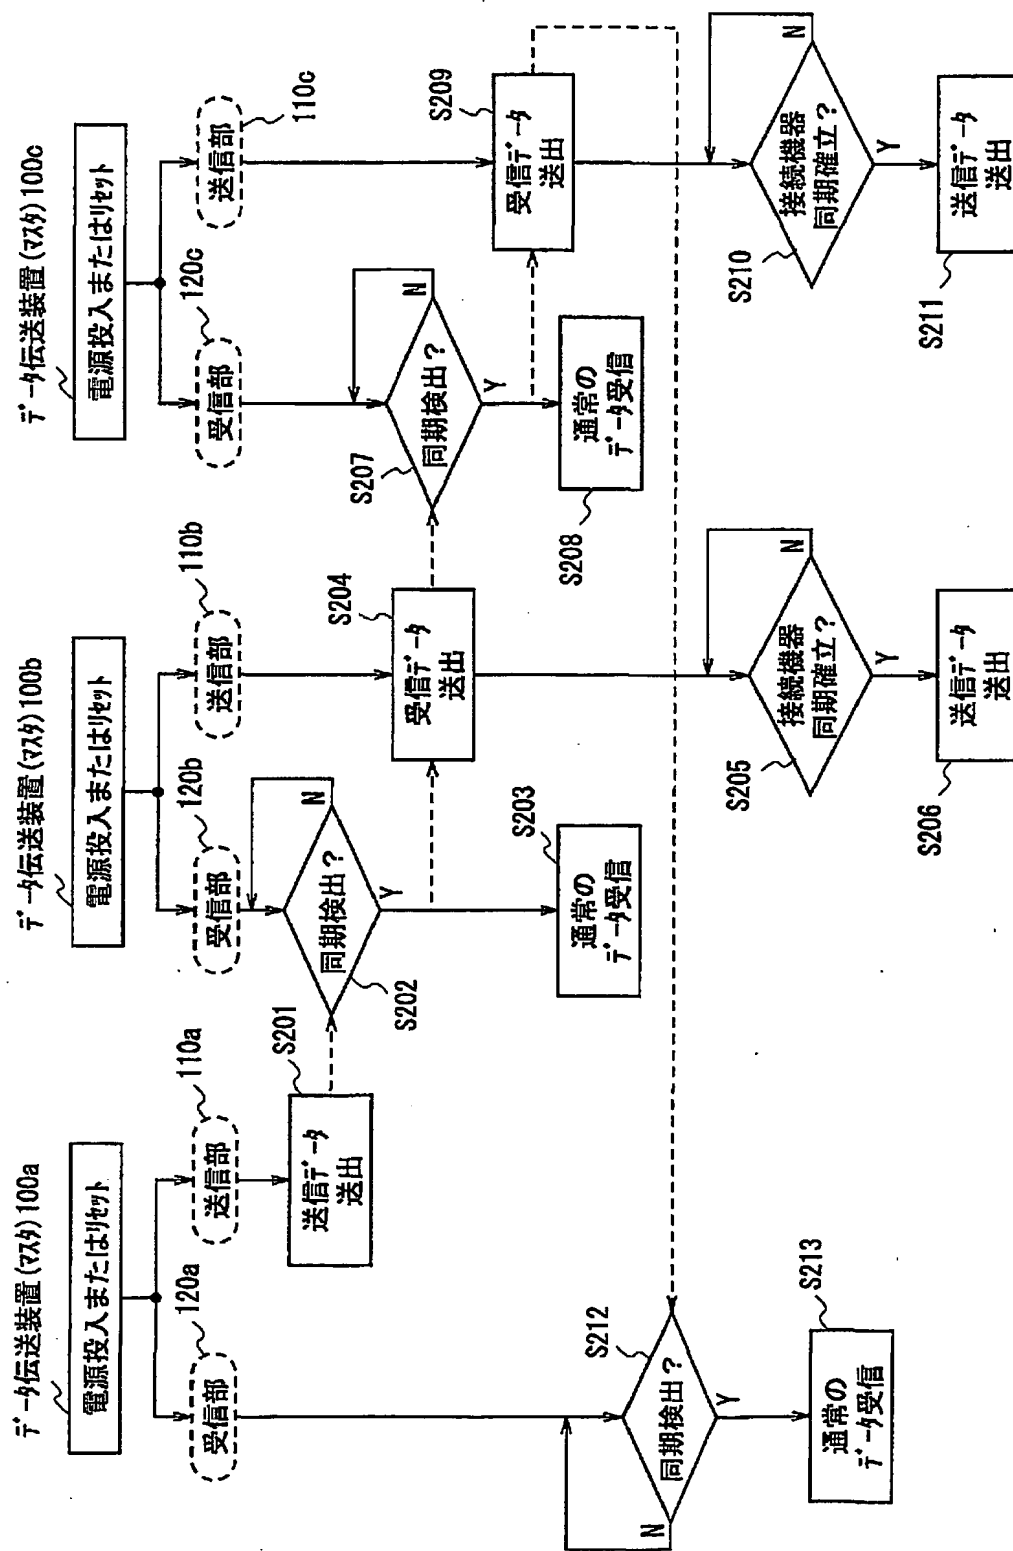 データ伝送装置(マスタ)100a
電源投入またはリセット
受信部
120a
送信部
110a
送信データ
送出
S201
同期検出?
S212
N
Y
通常の
データ受信
S213
データ伝送装置(マスタ)100b
電源投入またはリセット
受信部
120b
送信部
110b
同期検出?
S202
N
Y
通常の
データ受信
S203
受信データ
送出
S204
接続機器
同期確立?
S205
N
Y
送信データ
送出
S206
データ伝送装置(マスタ)100c
電源投入またはリセット
受信部
120c
送信部
110c
同期検出?
S207
N
Y
通常の
データ受信
S208
受信データ
送出
S209
接続機器
同期確立?
S210
N
Y
送信データ
送出
S211